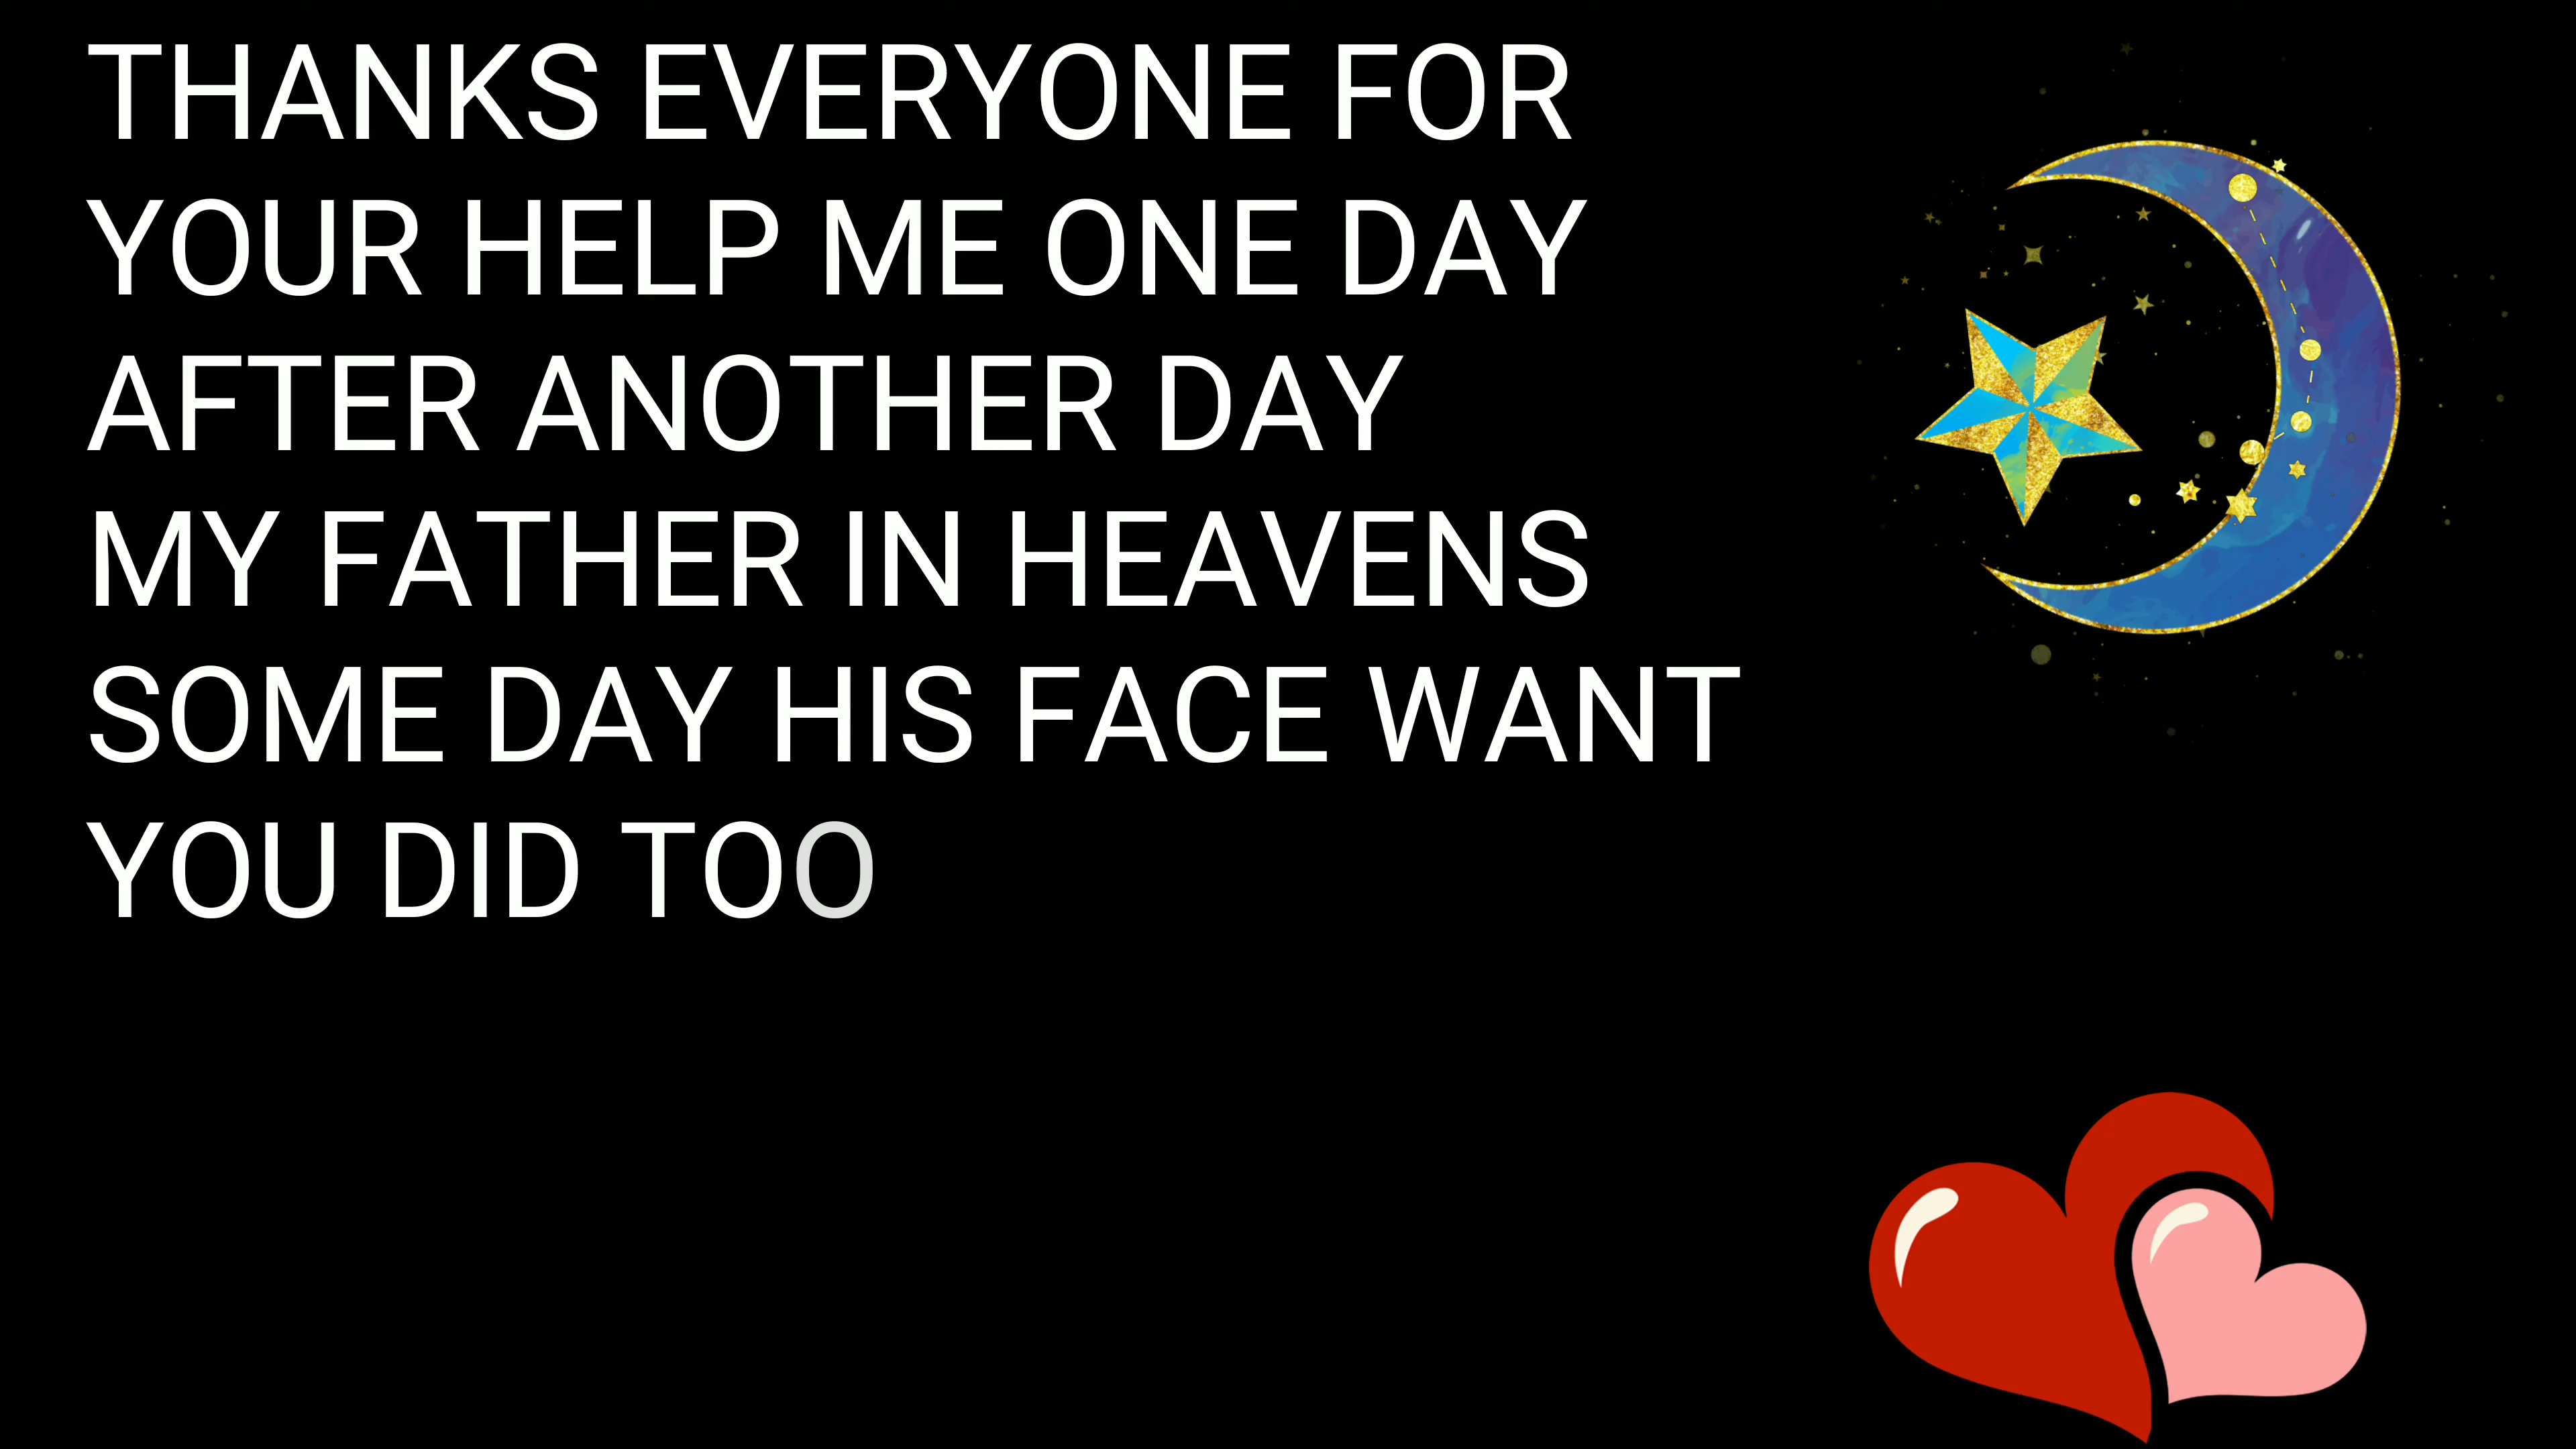 THANKS EVERYONE FOR
YOUR HELP ME ONE DAY
AFTER ANOTHER DAY
MY FATHER IN HEAVENS
SOME DAY HIS FACE WANT
YOU DID TOO